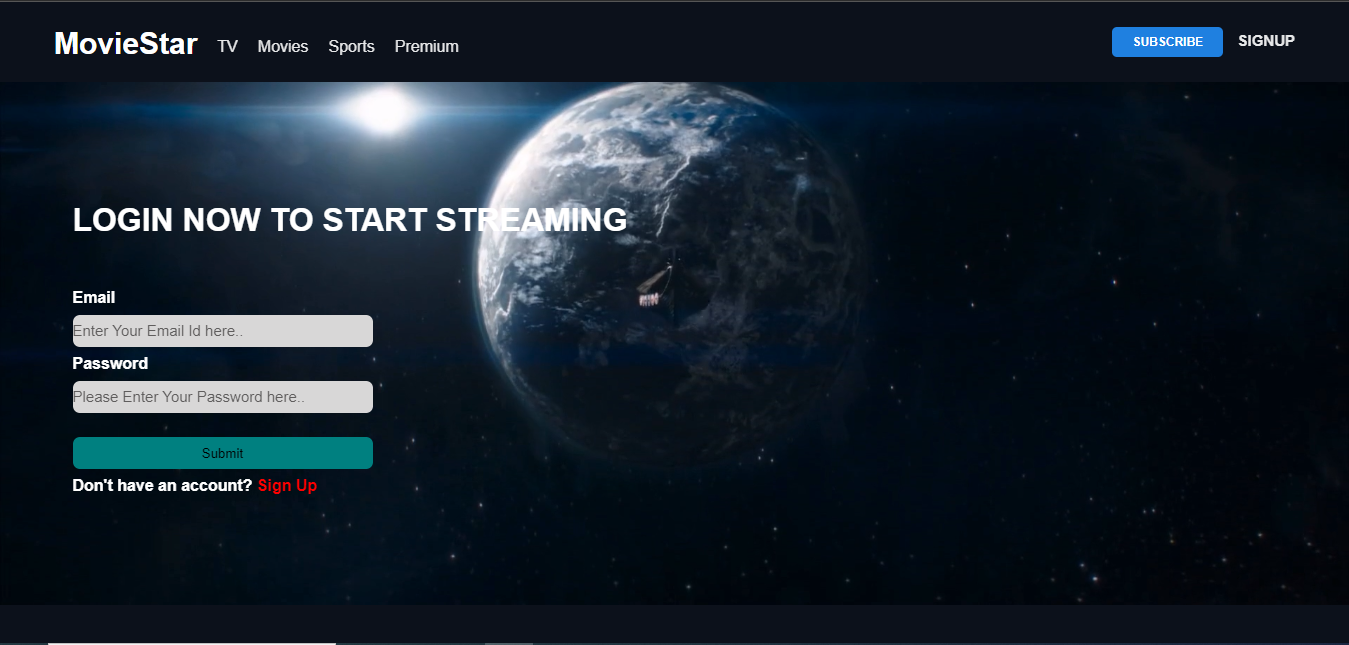 MovieStar TV Movies Sports Premium SUBSCRIBE SIGNUP
LOGIN NOW TO START STREAMING
Email
Enter Your Email Id here..
Password
Please Enter Your Password here..
Submit
Don't have an account? Sign Up